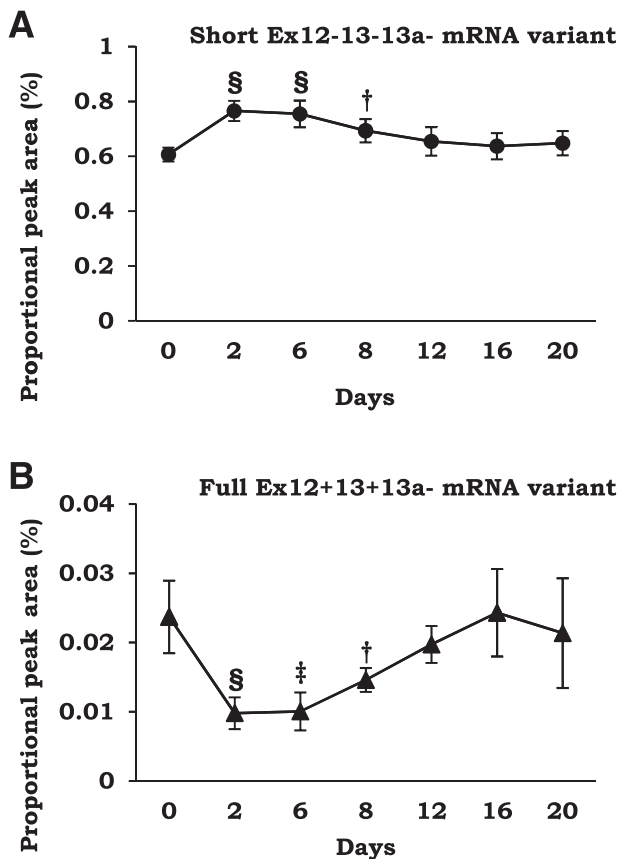 A
Short Ex12-13-13a- mRNA variant
Proportional peak area (%)
1
0.8
0.6
0.4
0.2
0
§ § †
0 2 6 8 12 16 20
Days
B
Full Ex12+13+13a- mRNA variant
Proportional peak area (%)
0.04
0.03
0.02
0.01
0
§ ‡ †
0 2 6 8 12 16 20
Days